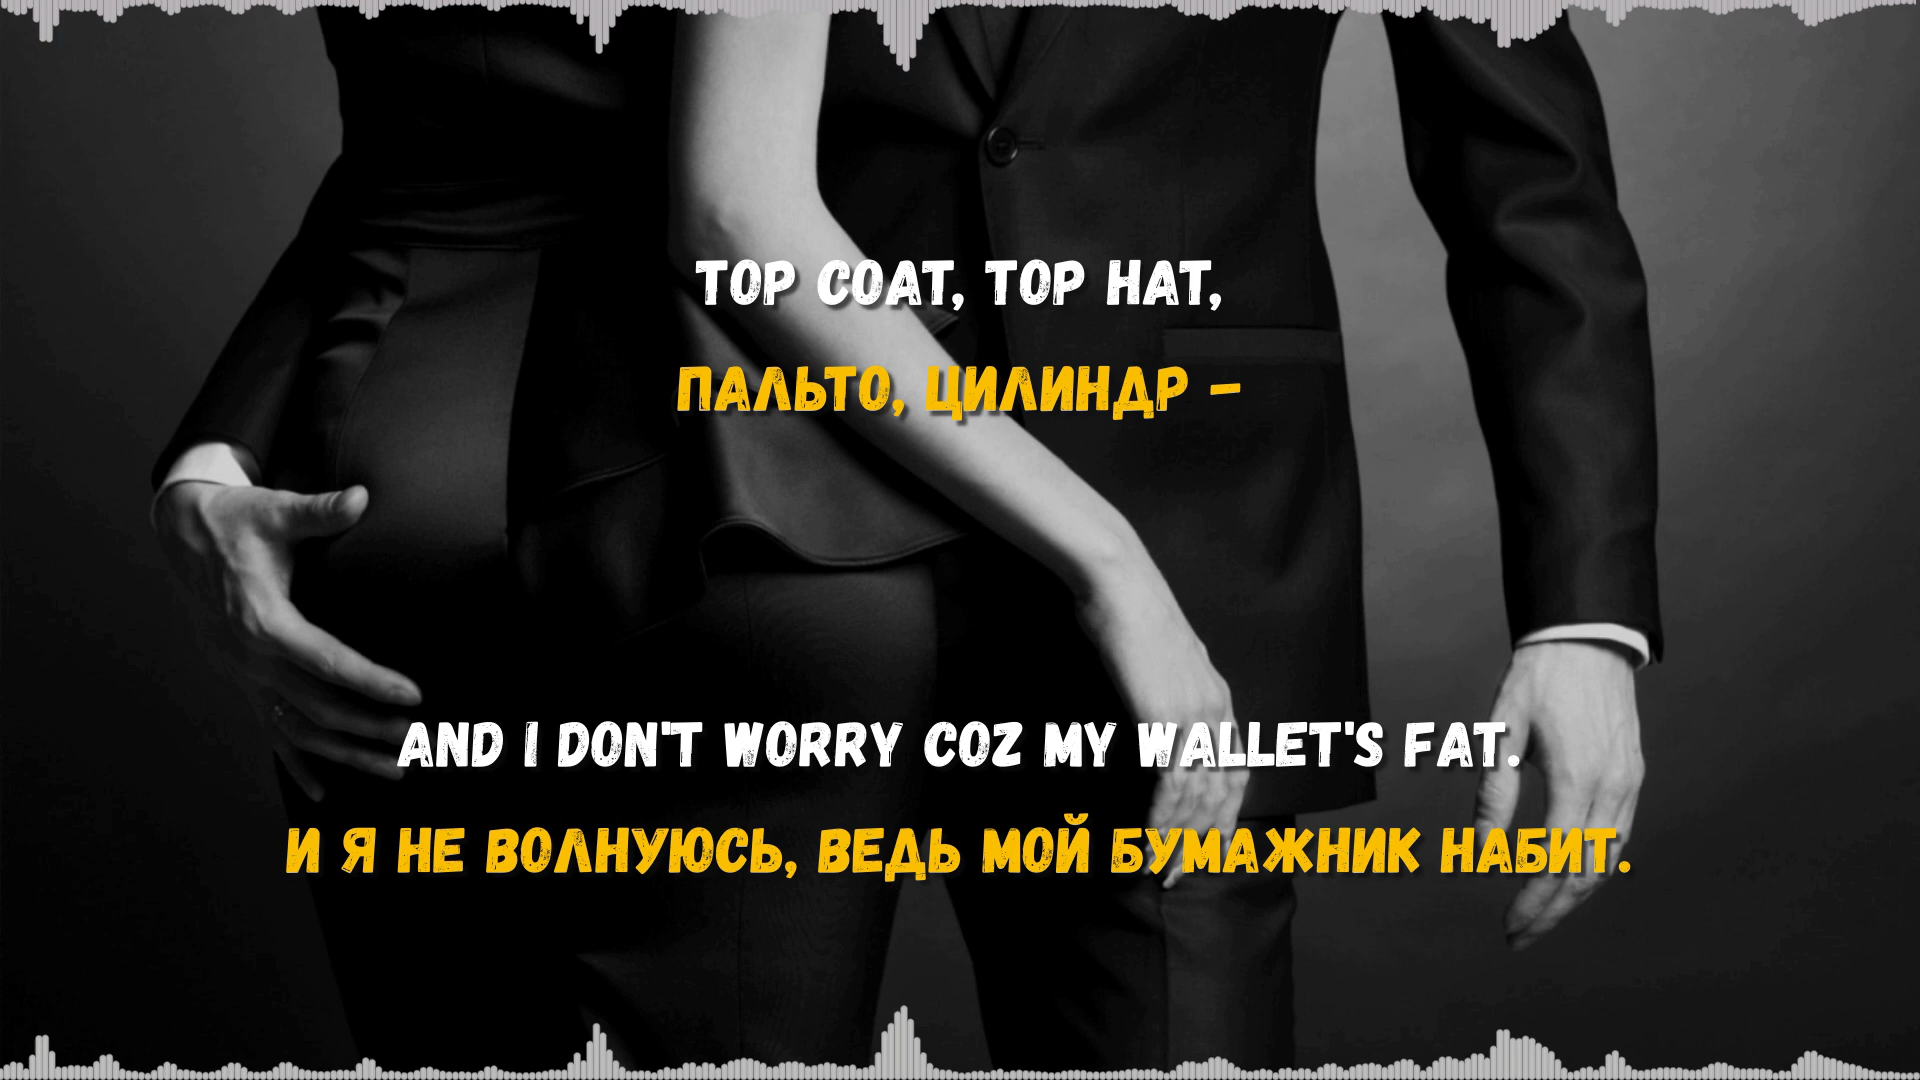 TOP COAT, TOP HAT,
ПАЛЬТО, ЦИЛИНДР –
AND I DON'T WORRY COZ MY WALLET'S FAT.
И Я НЕ ВОЛНУЮСЬ, ВЕДЬ МОЙ БУМАЖНИК НАБИТ.